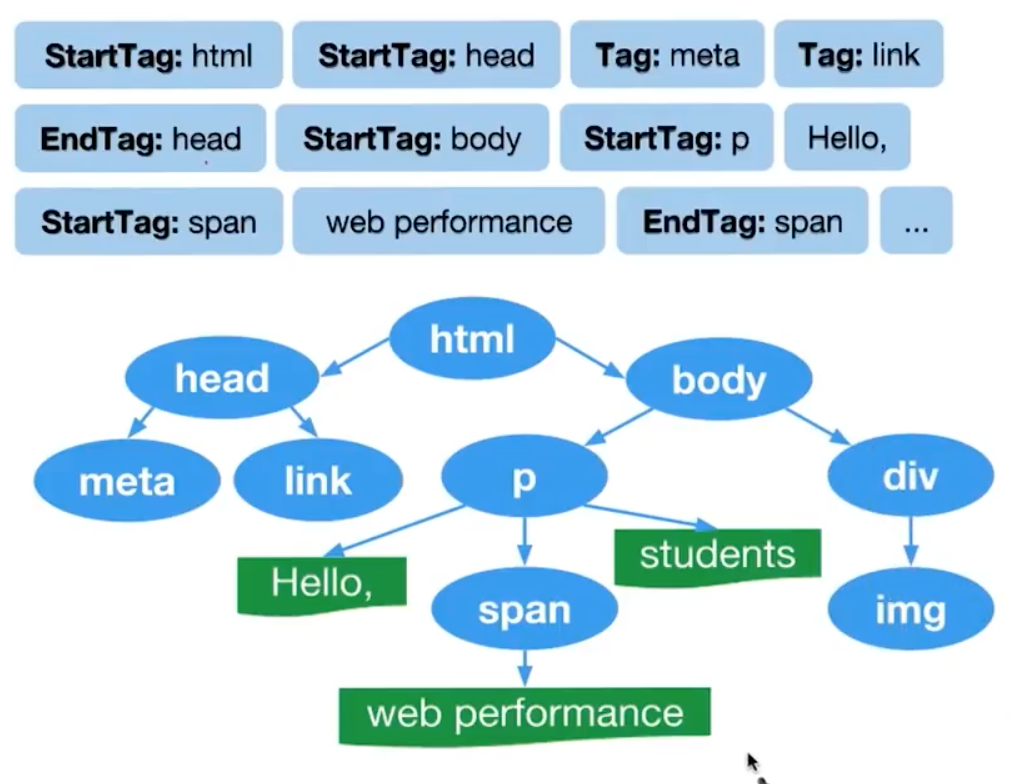 StartTag: html StartTag: head Tag: meta Tag: link
EndTag: head StartTag: body StartTag: p Hello,
StartTag: span web performance EndTag: span ...
html
head body
meta link p div
Hello, students
span img
web performance